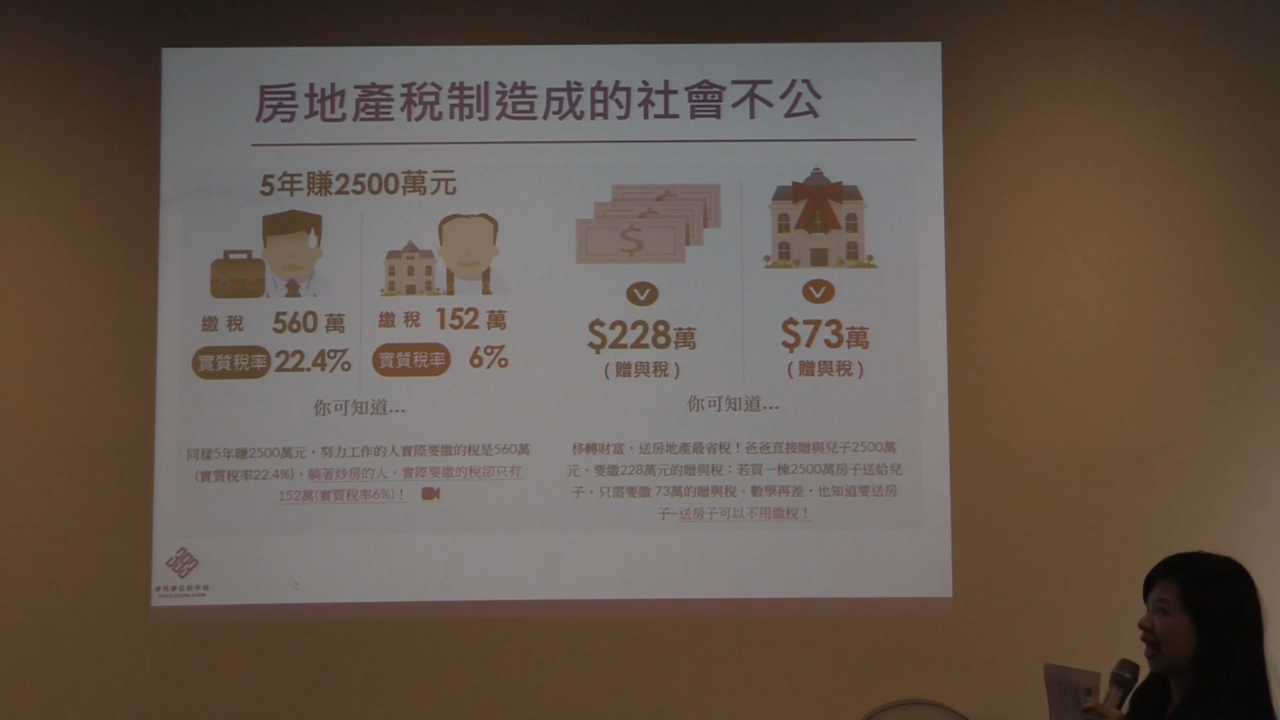 房地產稅制造成的社會不公
5年賺2500萬元
繳稅 560萬
實質稅率 22.4%
繳稅 152萬
實質稅率 6%
你可知道...
同樣5年賺2500萬元，努力工作的人實際要繳的稅是560萬
(實質稅率22.4%)，躺著炒房的人，實際要繳的稅卻只有
152萬(實質稅率6%)！
$
$228萬
(贈與稅)
$73萬
(贈與稅)
你可知道...
移轉財富，送房地產最省稅！爸爸直接贈與兒子2500萬
元，要繳228萬元的贈與稅；若買一棟2500萬房子送給兒
子，只需要繳 73萬的贈與稅。數學再差，也知道要送房
子~送房子可以不用繳稅！